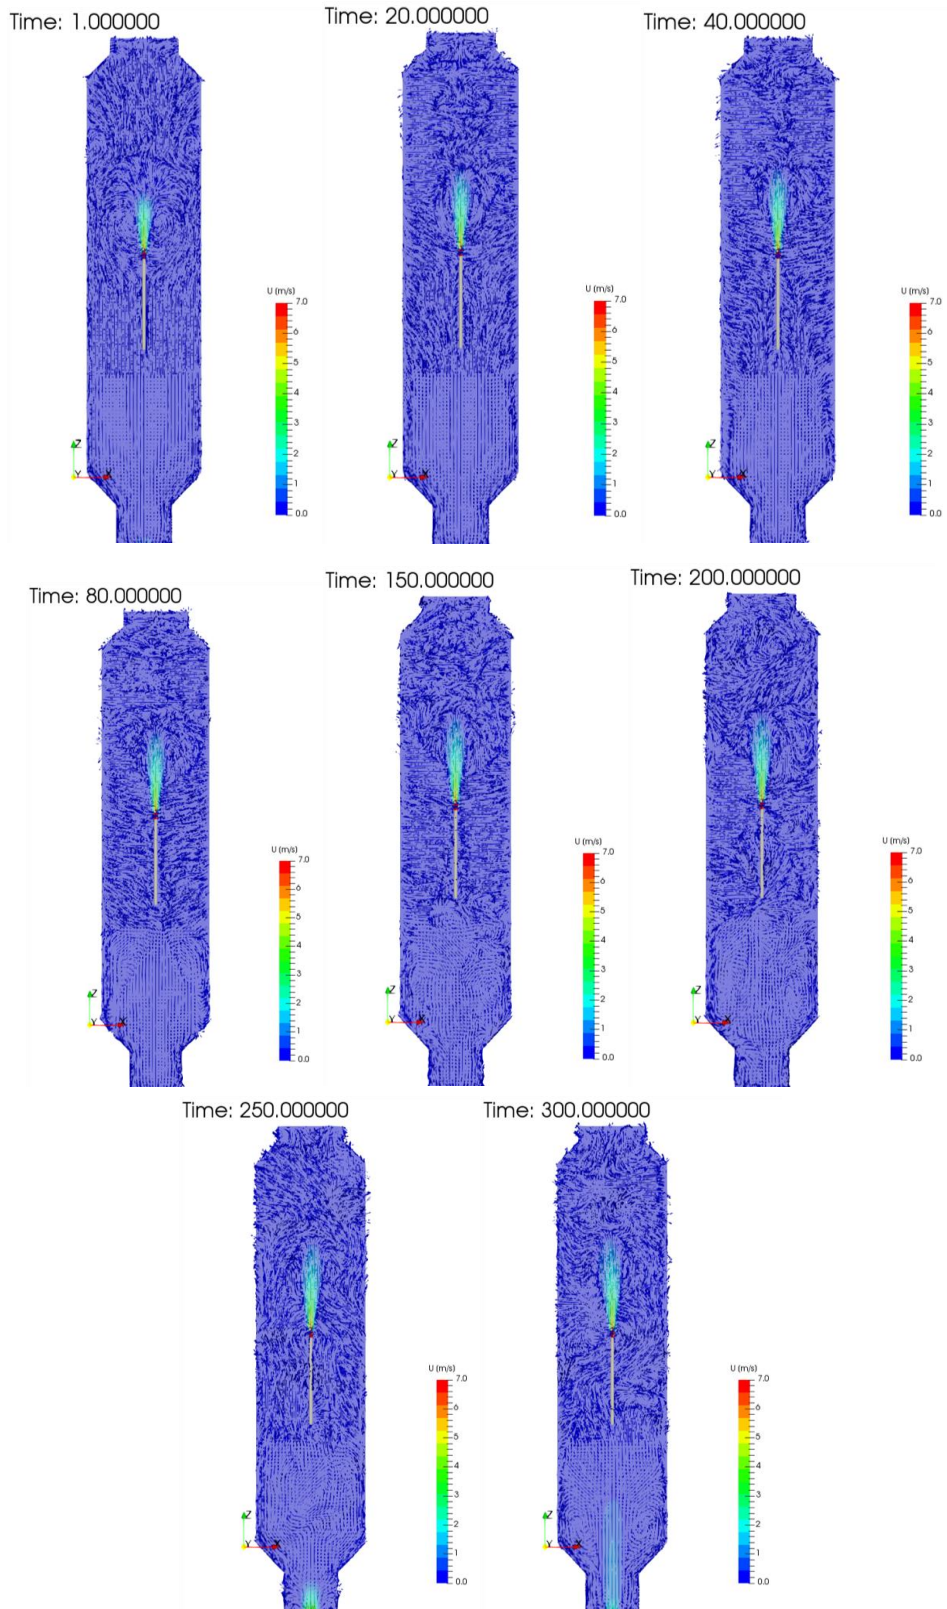 Time: 1.000000
Time: 20.000000
Time: 40.000000
U (m/s)
7.0
6
5
4
3
2
1
0.0
Z
Y
X
U (m/s)
7.0
6
5
4
3
2
1
0.0
Z
Y
X
U (m/s)
7.0
6
5
4
3
2
1
0.0
Z
Y
X
Time: 80.000000
Time: 150.000000
Time: 200.000000
U (m/s)
7.0
6
5
4
3
2
1
0.0
Z
Y
X
U (m/s)
7.0
6
5
4
3
2
1
0.0
Z
Y
X
U (m/s)
7.0
6
5
4
3
2
1
0.0
Z
Y
X
Time: 250.000000
Time: 300.000000
U (m/s)
7.0
6
5
4
3
2
1
0.0
Z
Y
X
U (m/s)
7.0
6
5
4
3
2
1
0.0
Z
Y
X